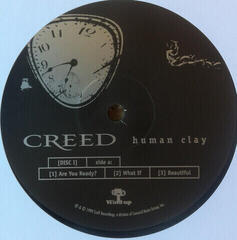 CREED human clay
[DISC 1] side a:
[1] Are You Ready? [2] What If [3] Beautiful
Wind-up